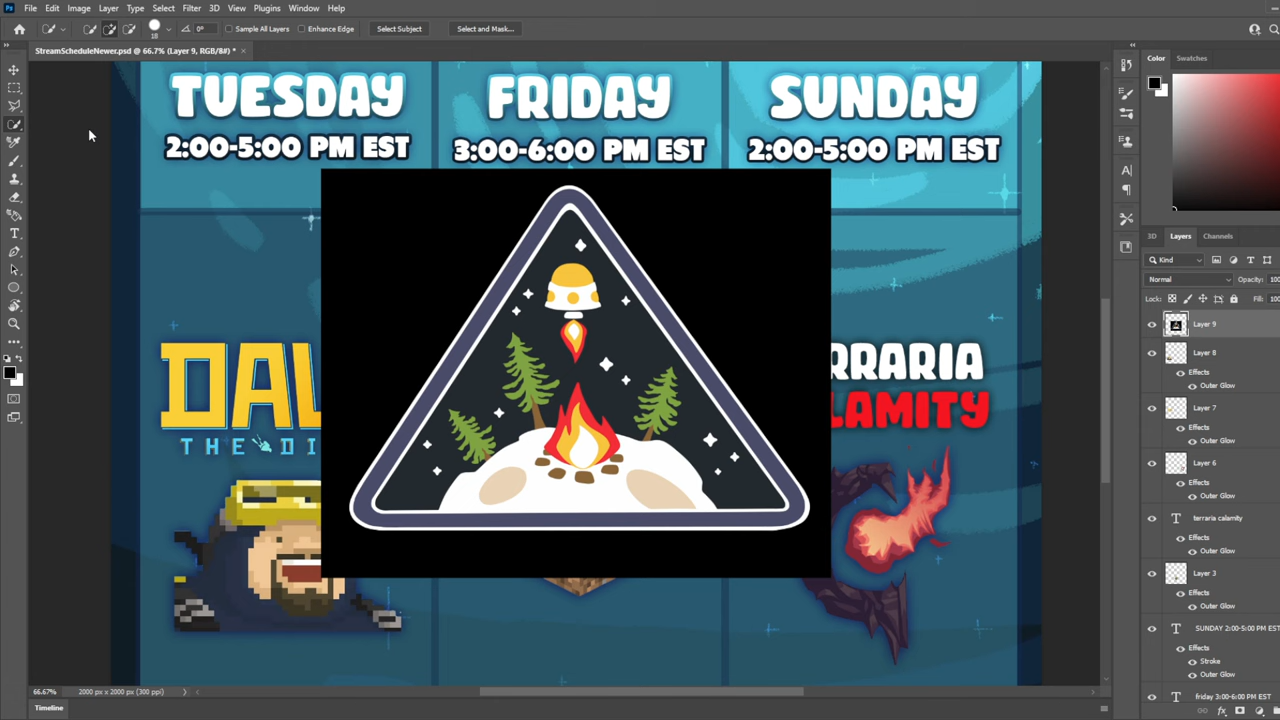 File Edit Image Layer Type Select Filter 3D View Plugins Window Help
18 0° Sample All Layers Enhance Edge Select Subject Select and Mask...
StreamScheduleNewer.psd @ 66.7% (Layer 9, RGB/8#) *
TUESDAY
2:00-5:00 PM EST
FRIDAY
3:00-6:00 PM EST
SUNDAY
2:00-5:00 PM EST
THE DI
RRARIA
LAMITY
Color Swatches
3D Layers Channels
Kind
Normal Opacity: 100
Lock: Fill: 100
Layer 9
Layer 8
Effects
Outer Glow
Layer 7
Effects
Outer Glow
Layer 6
Effects
Outer Glow
terraria calamity
Effects
Outer Glow
Layer 3
Effects
Outer Glow
SUNDAY 2:00-5:00 PM EST
Effects
Stroke
Outer Glow
friday 3:00-6:00 PM EST
66.67% 2000 px x 2000 px (300 ppi)
Timeline